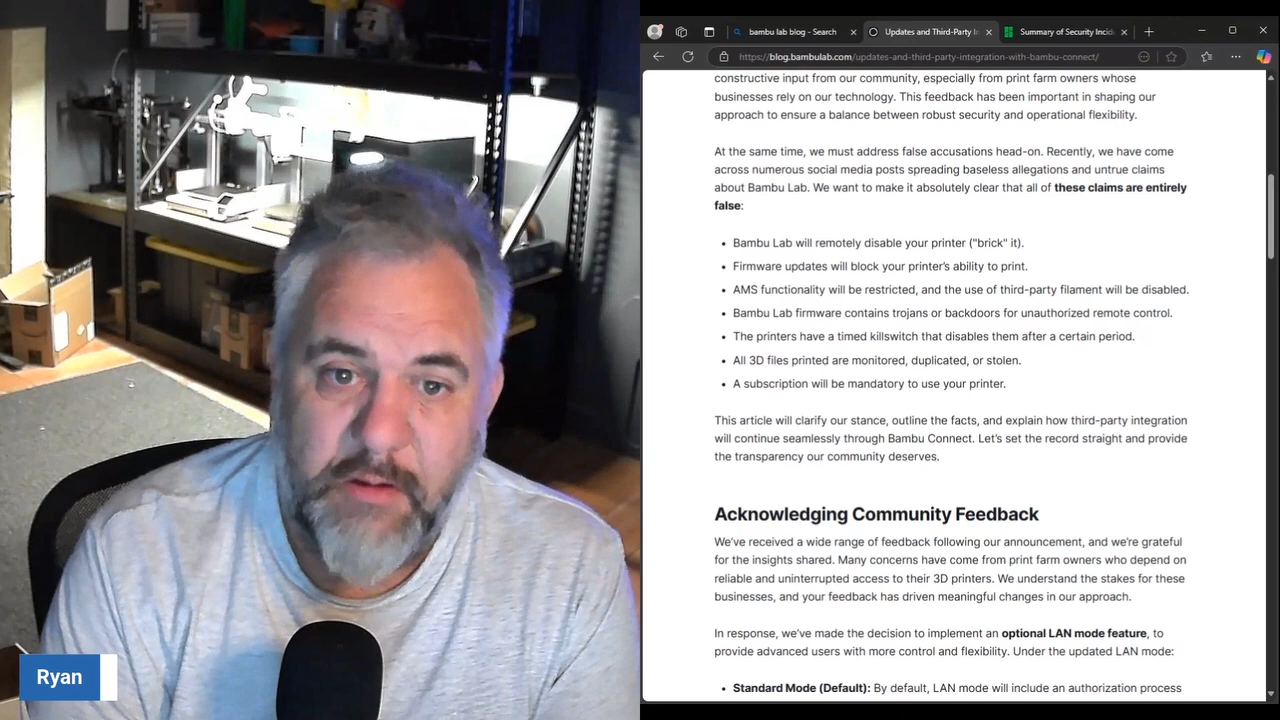 bambu lab blog - Search
Updates and Third-Party In
Summary of Security Incid
https://blog.bambulab.com/updates-and-third-party-integration-with-bambu-connect/
constructive input from our community, especially from print farm owners whose
businesses rely on our technology. This feedback has been important in shaping our
approach to ensure a balance between robust security and operational flexibility.
At the same time, we must address false accusations head-on. Recently, we have come
across numerous social media posts spreading baseless allegations and untrue claims
about Bambu Lab. We want to make it absolutely clear that all of these claims are entirely
false:
• Bambu Lab will remotely disable your printer ("brick" it).
• Firmware updates will block your printer's ability to print.
• AMS functionality will be restricted, and the use of third-party filament will be disabled.
• Bambu Lab firmware contains trojans or backdoors for unauthorized remote control.
• The printers have a timed killswitch that disables them after a certain period.
• All 3D files printed are monitored, duplicated, or stolen.
• A subscription will be mandatory to use your printer.
This article will clarify our stance, outline the facts, and explain how third-party integration
will continue seamlessly through Bambu Connect. Let's set the record straight and provide
the transparency our community deserves.
Acknowledging Community Feedback
We've received a wide range of feedback following our announcement, and we're grateful
for the insights shared. Many concerns have come from print farm owners who depend on
reliable and uninterrupted access to their 3D printers. We understand the stakes for these
businesses, and your feedback has driven meaningful changes in our approach.
In response, we've made the decision to implement an optional LAN mode feature, to
provide advanced users with more control and flexibility. Under the updated LAN mode:
• Standard Mode (Default): By default, LAN mode will include an authorization process
Ryan